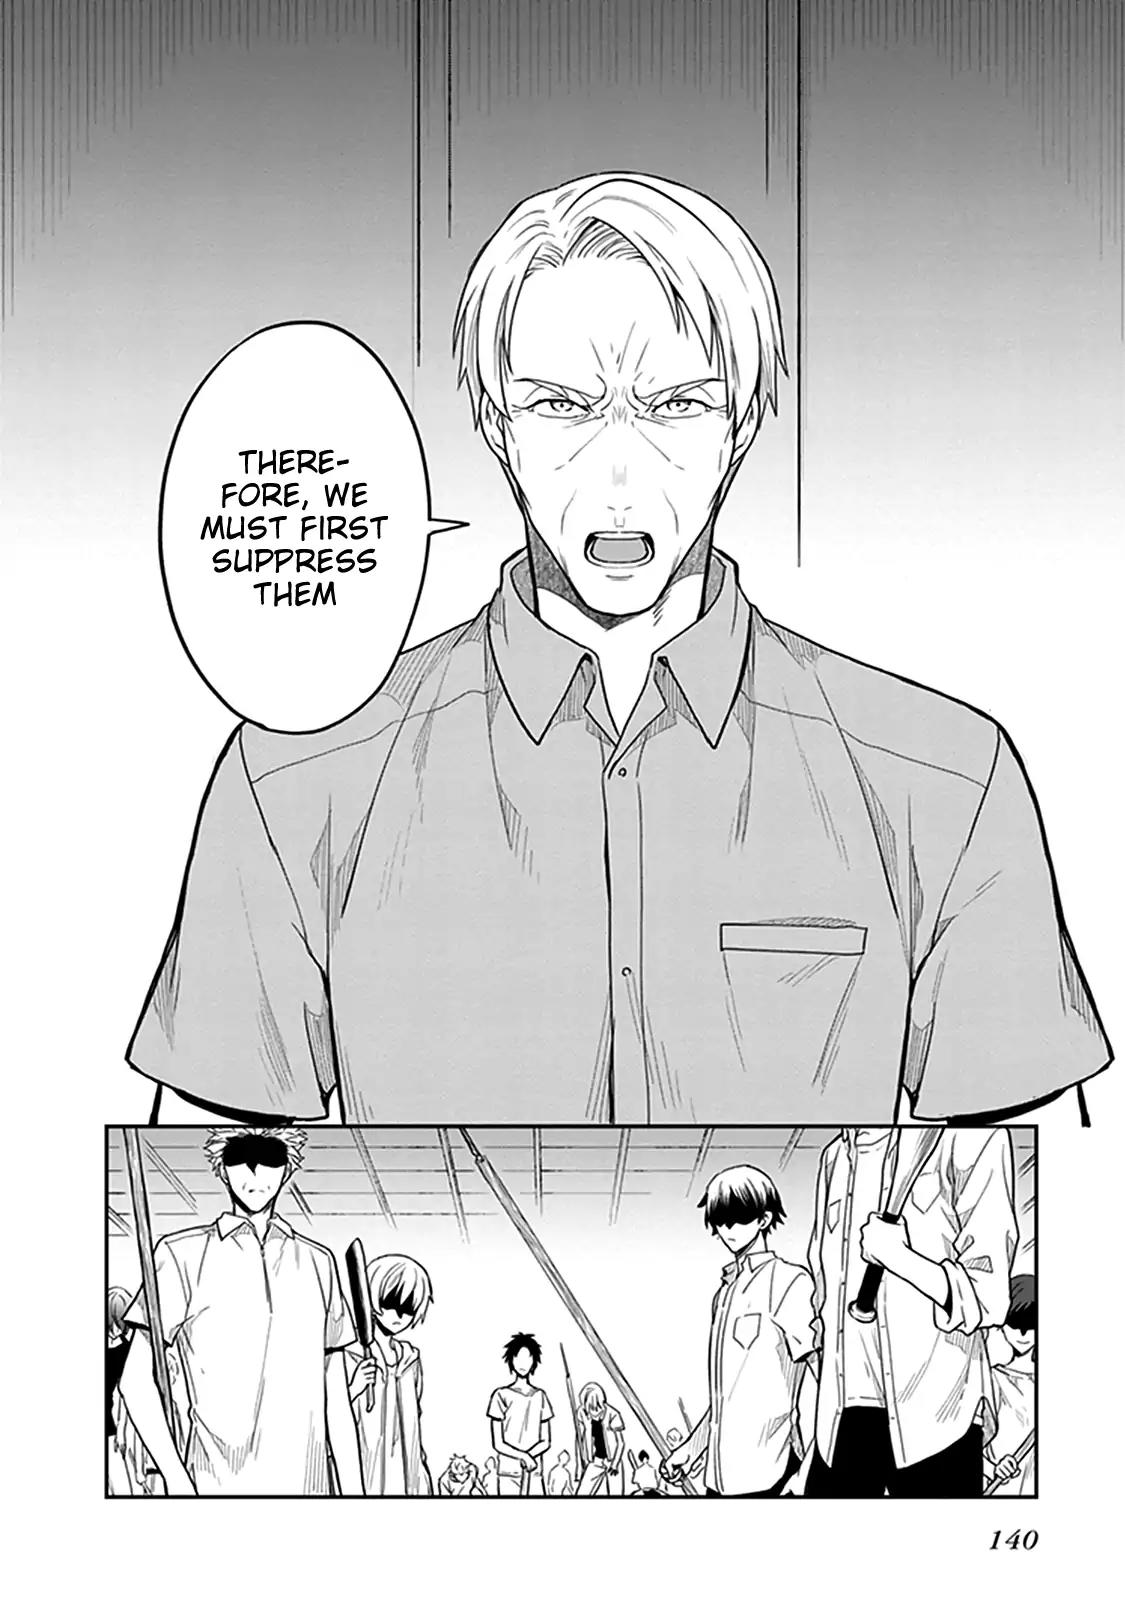 THERE-
FORE, WE
MUST FIRST
SUPPRESS
THEM
140